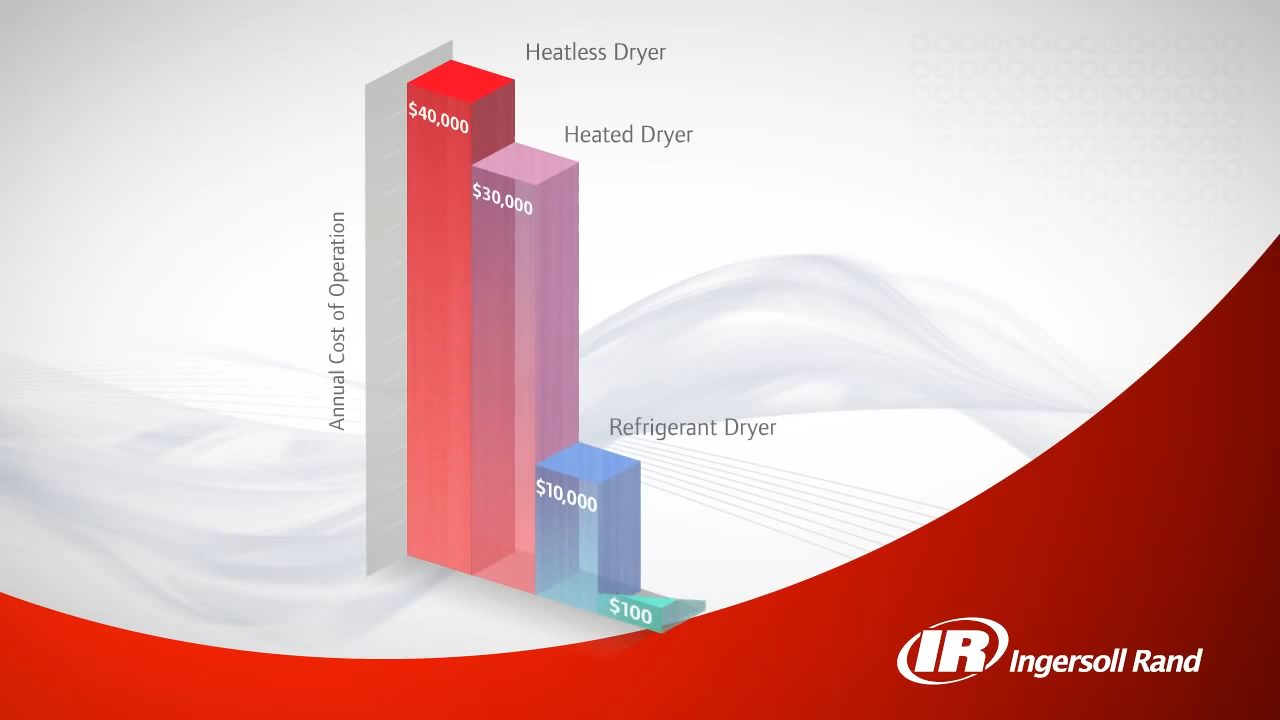 Heatless Dryer
$40,000
Heated Dryer
$30,000
Annual Cost of Operation
Refrigerant Dryer
$10,000
$100
IR Ingersoll Rand